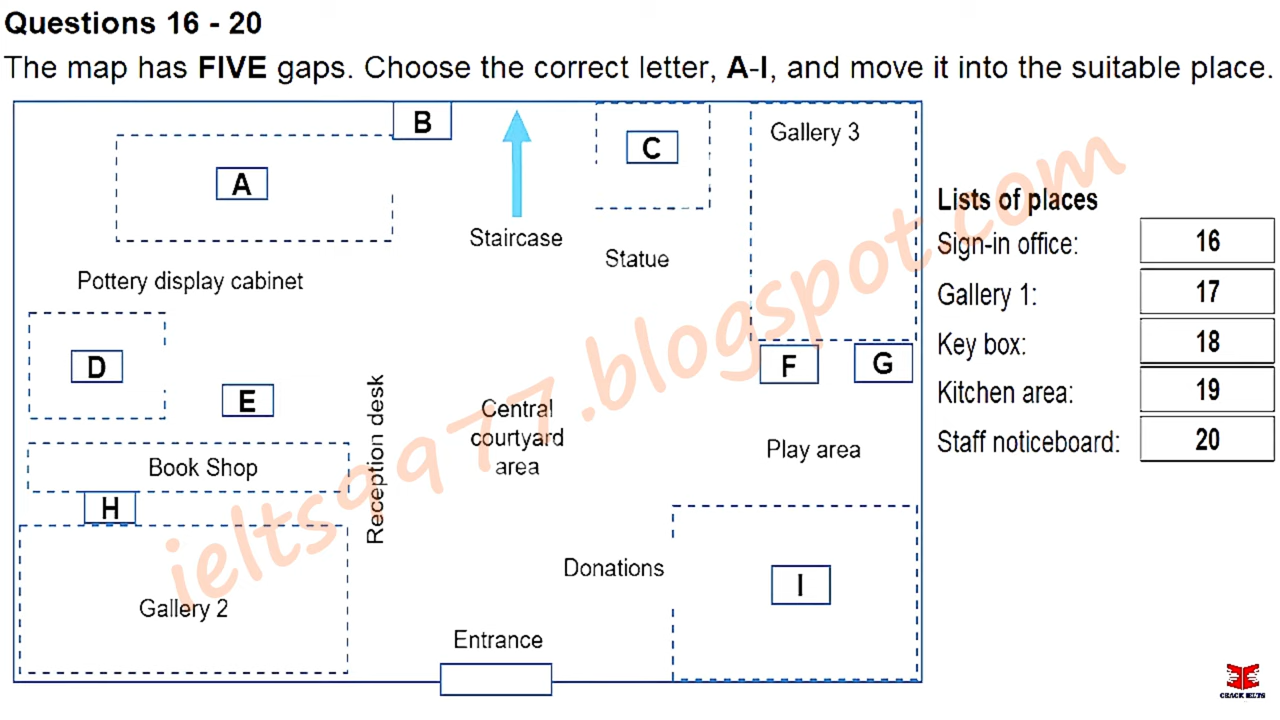 Questions 16 - 20
The map has FIVE gaps. Choose the correct letter, A-I, and move it into the suitable place.
B
C
Gallery 3
A
Staircase
Statue
Pottery display cabinet
D
E
F
G
Reception desk
Central
courtyard
area
Play area
Book Shop
H
Gallery 2
Donations
I
Entrance
Lists of places
Sign-in office: 16
Gallery 1: 17
Key box: 18
Kitchen area: 19
Staff noticeboard: 20
ielts9977.blogspot.com
CRACK IELTS